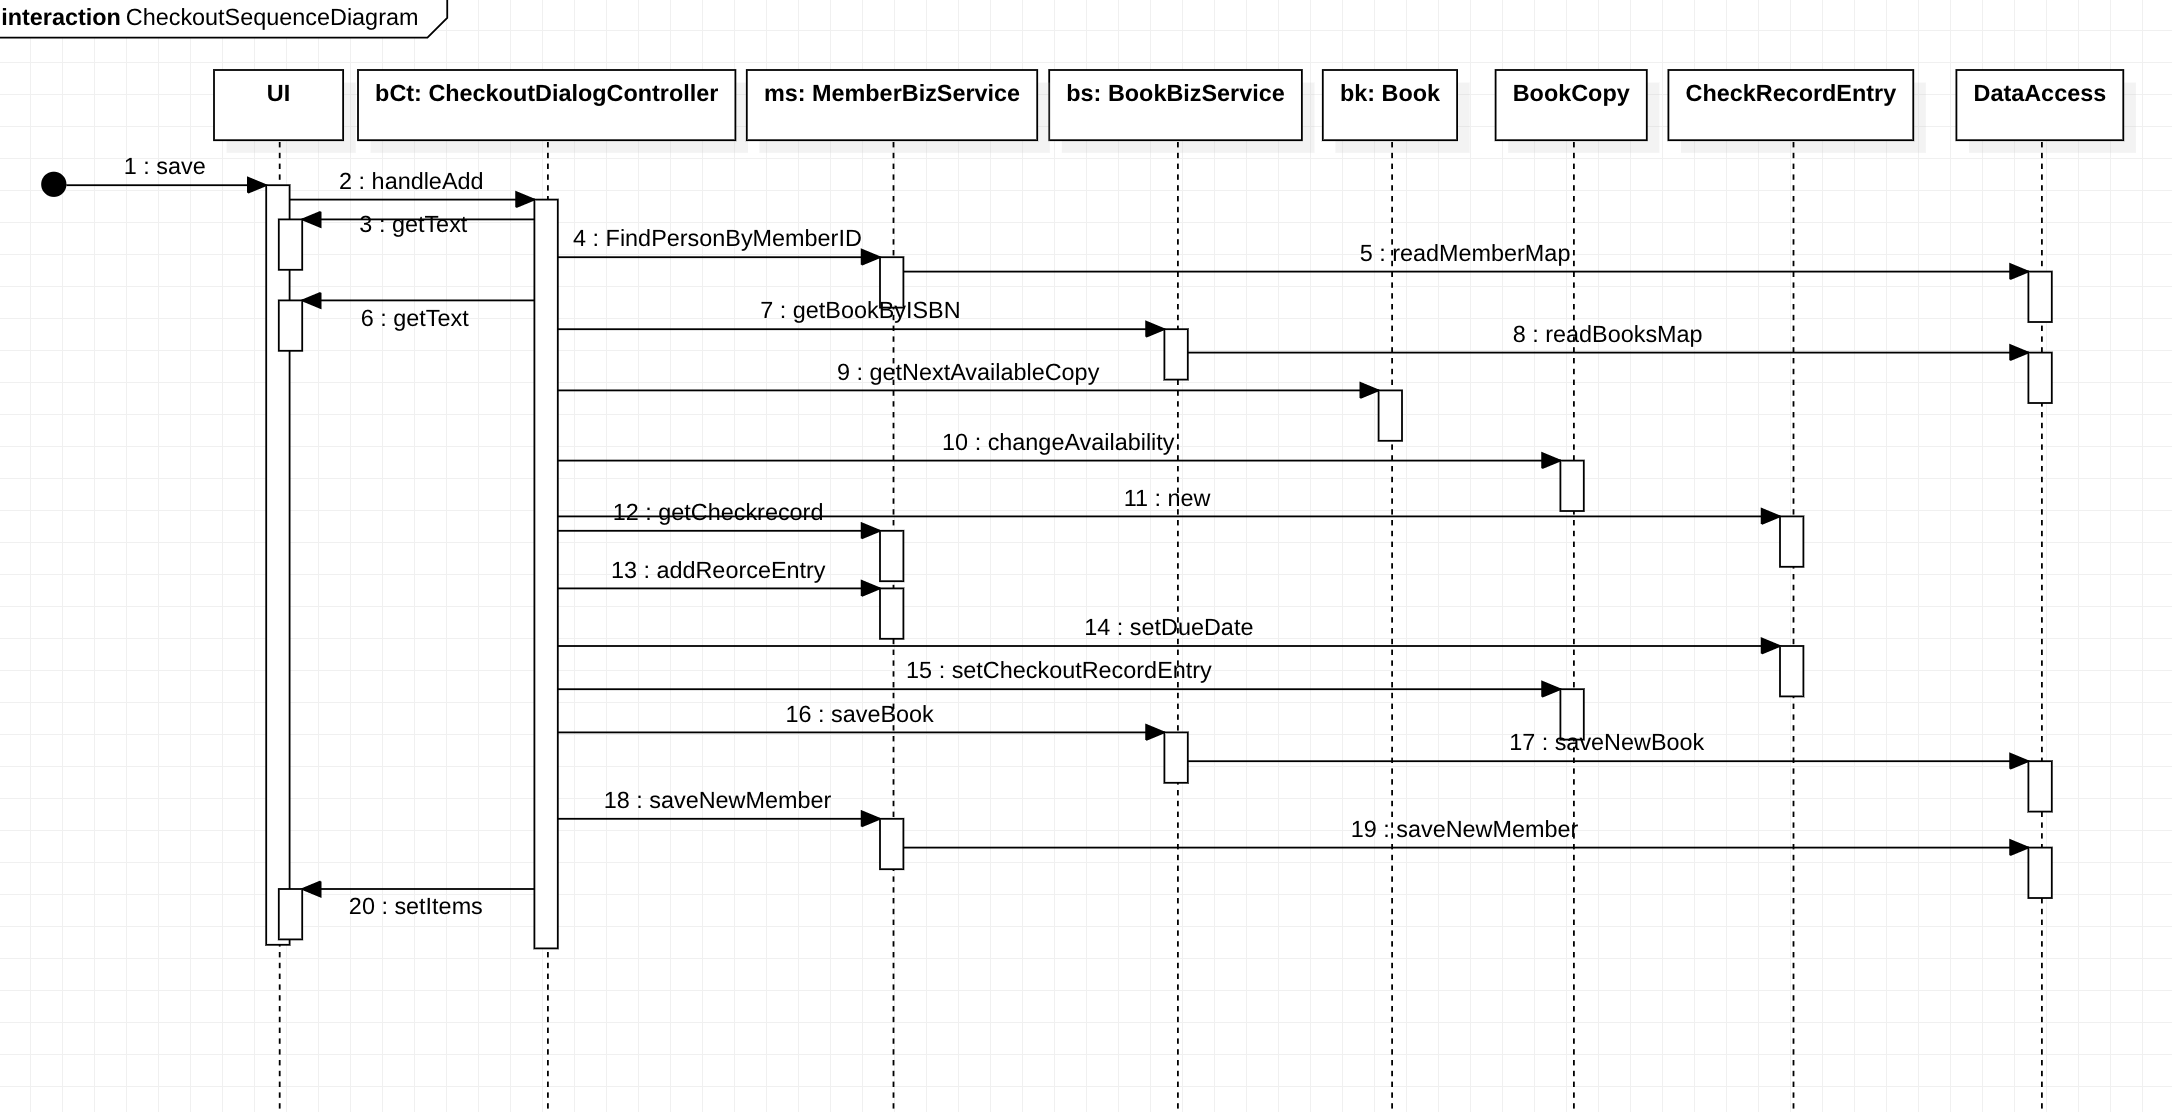 interaction CheckoutSequenceDiagram
UI
bCt: CheckoutDialogController
ms: MemberBizService
bs: BookBizService
bk: Book
BookCopy
CheckRecordEntry
DataAccess
1 : save
2 : handleAdd
3 : getText
4 : FindPersonByMemberID
5 : readMemberMap
6 : getText
7 : getBookByISBN
8 : readBooksMap
9 : getNextAvailableCopy
10 : changeAvailability
11 : new
12 : getCheckrecord
13 : addReorceEntry
14 : setDueDate
15 : setCheckoutRecordEntry
16 : saveBook
17 : saveNewBook
18 : saveNewMember
19 : saveNewMember
20 : setItems